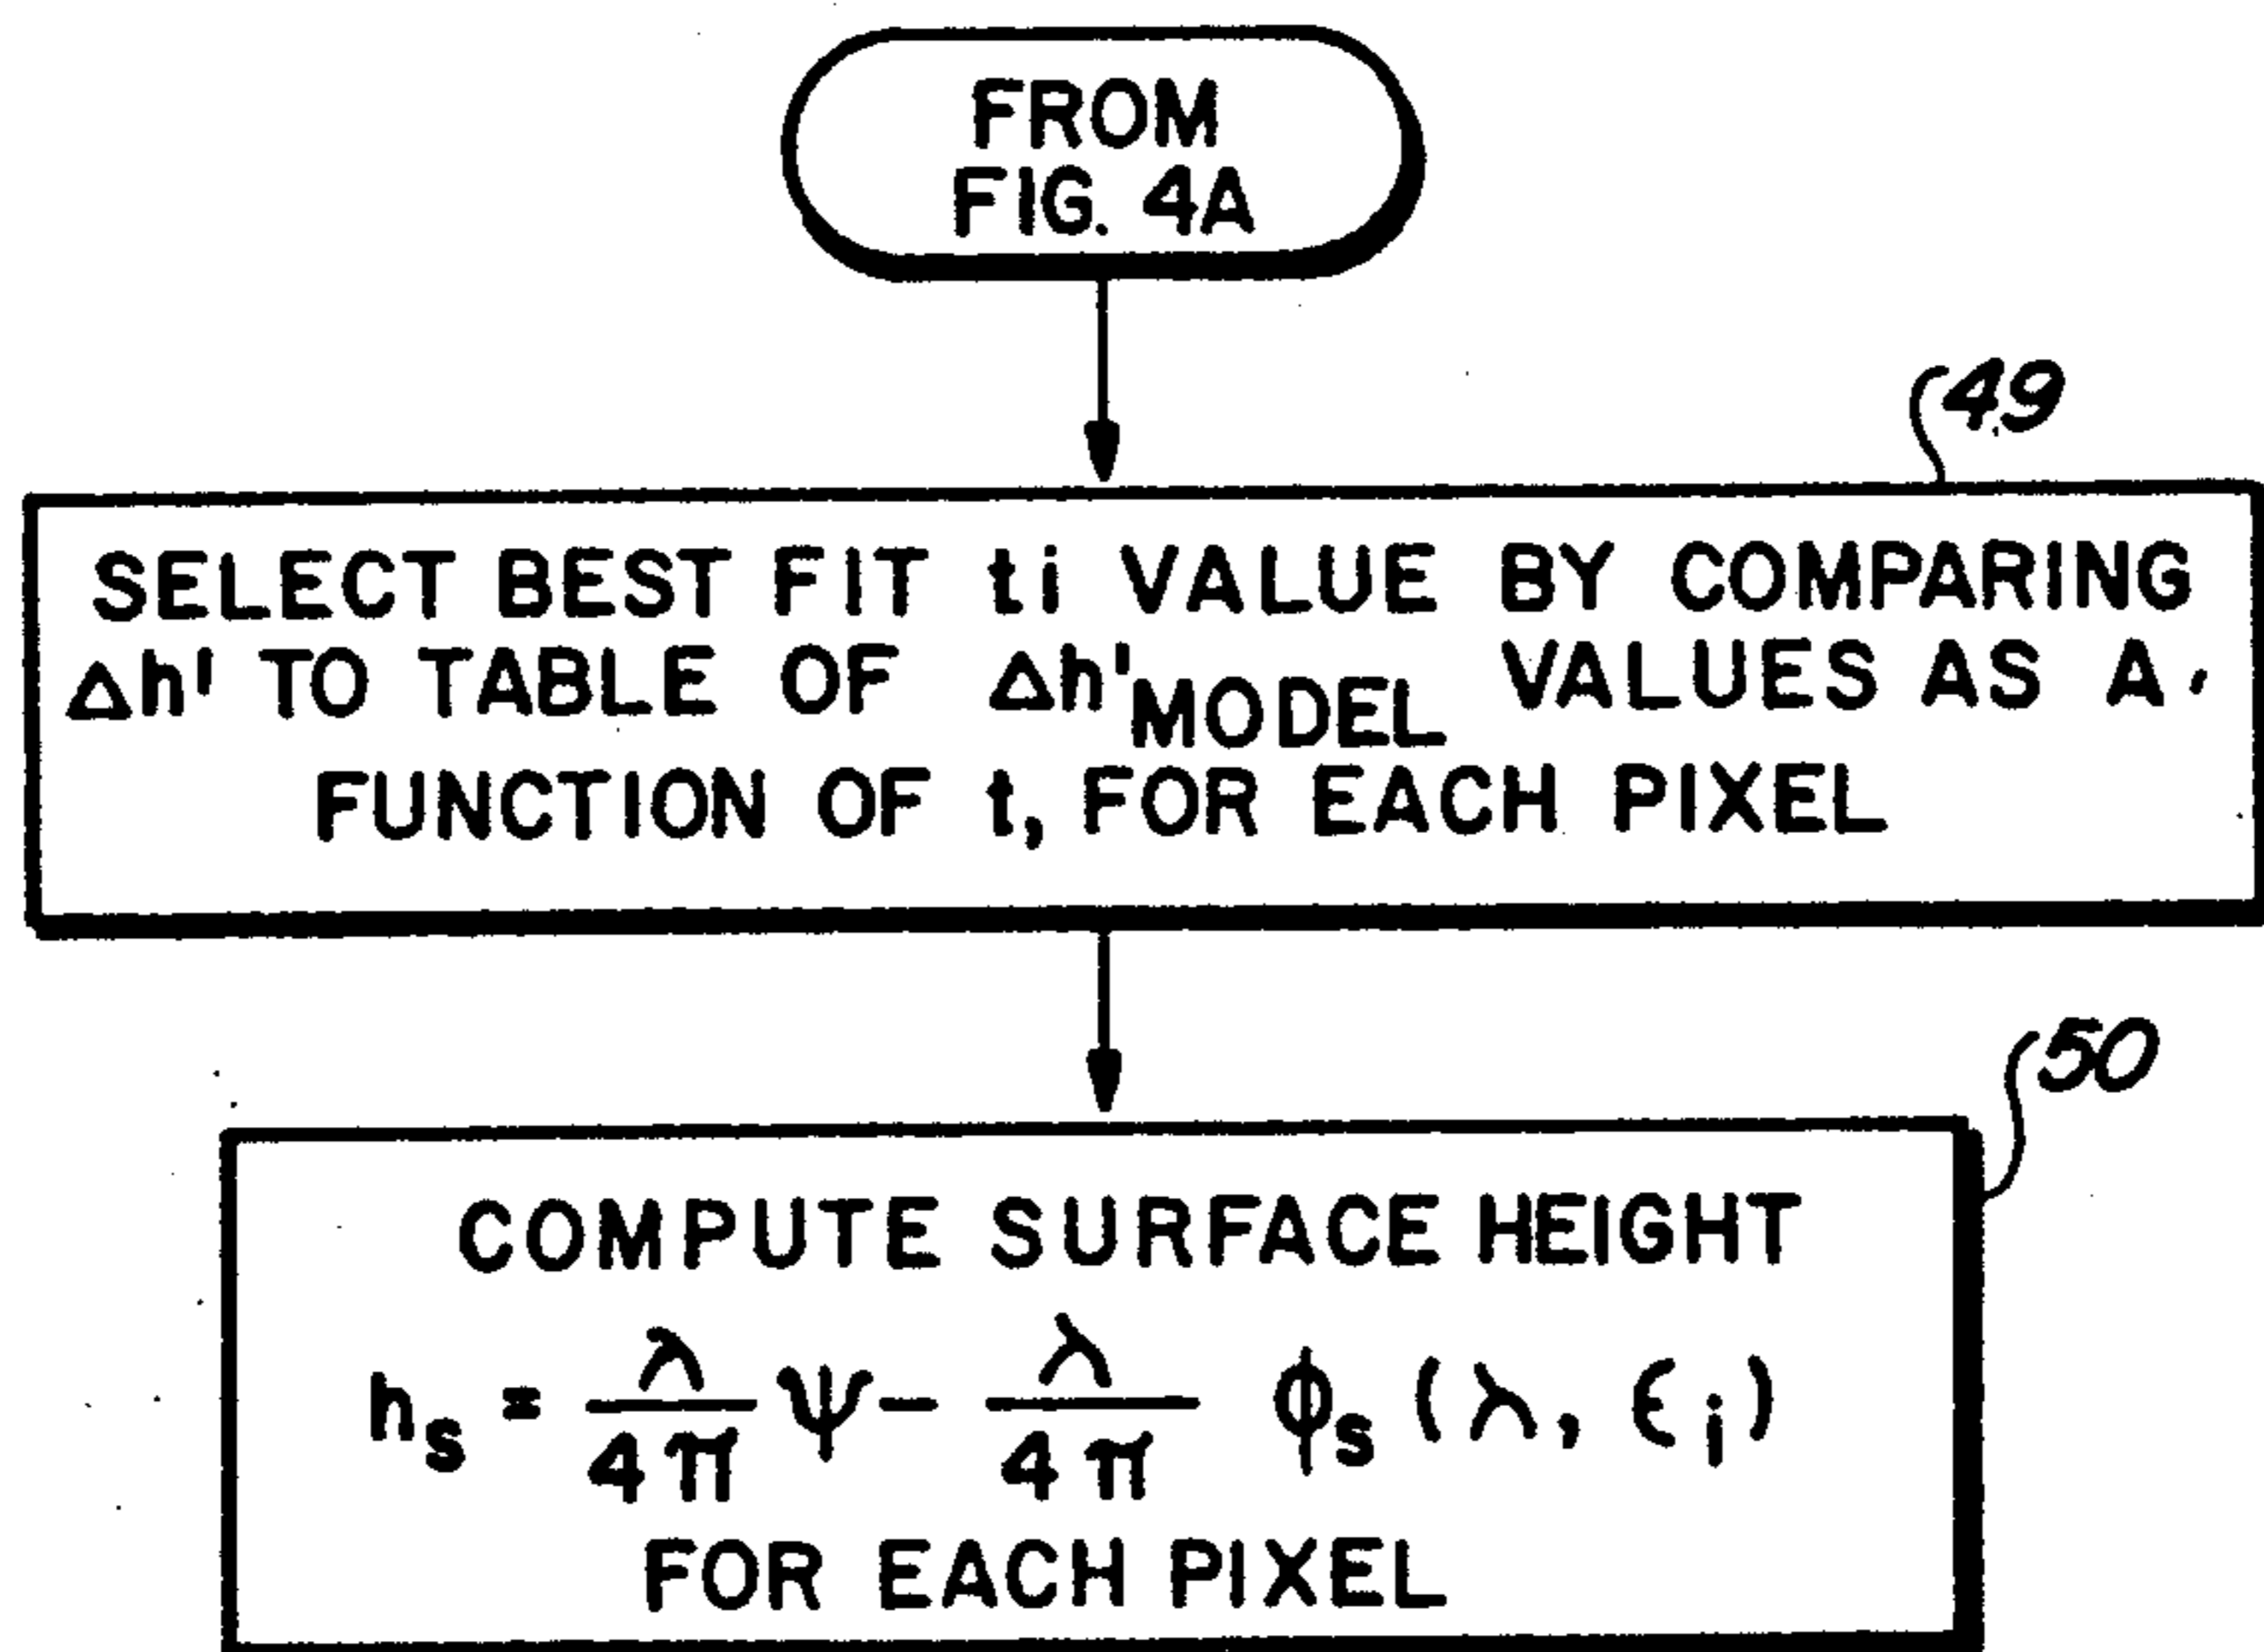 FROM
FIG. 4A
49
SELECT BEST FIT ti VALUE BY COMPARING
Δh' TO TABLE OF Δh'MODEL VALUES AS A
FUNCTION OF t, FOR EACH PIXEL
50
COMPUTE SURFACE HEIGHT
hs = λ/4π ψ – λ/4π ϕs (λ, ϵi)
FOR EACH PIXEL